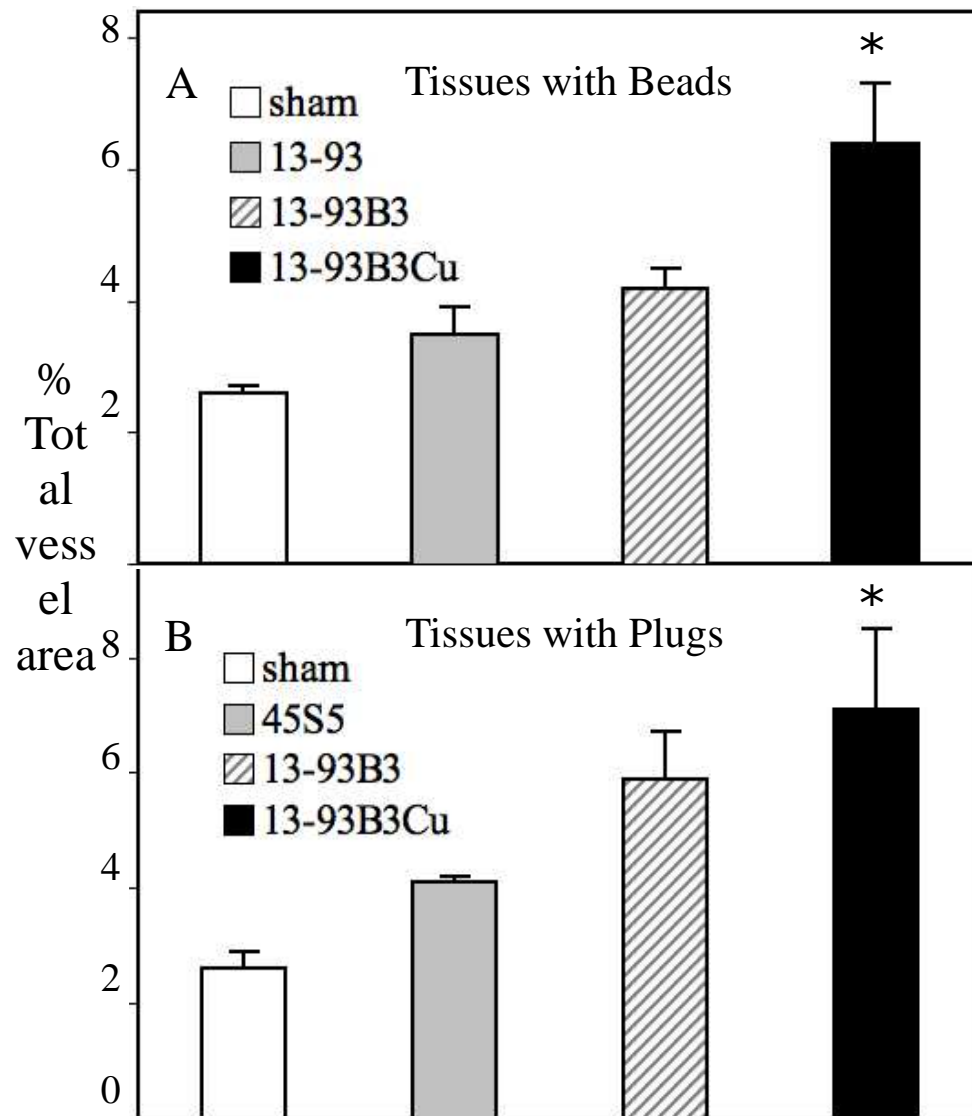 8
*
A
Tissues with Beads
sham
13-93
6
13-93B3
13-93B3Cu
4
2
%
Tot
al
vess
el
area
*
B
Tissues with Plugs
8
sham
45S5
13-93B3
6
13-93B3Cu
4
2
0